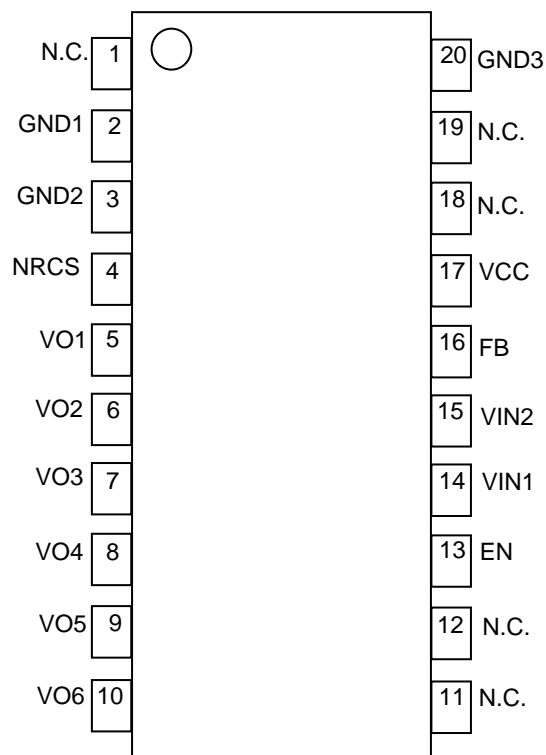 N.C. 1 20 GND3
GND1 2 19 N.C.
GND2 3 18 N.C.
NRCS 4 17 VCC
VO1 5 16 FB
VO2 6 15 VIN2
VO3 7 14 VIN1
VO4 8 13 EN
VO5 9 12 N.C.
VO6 10 11 N.C.